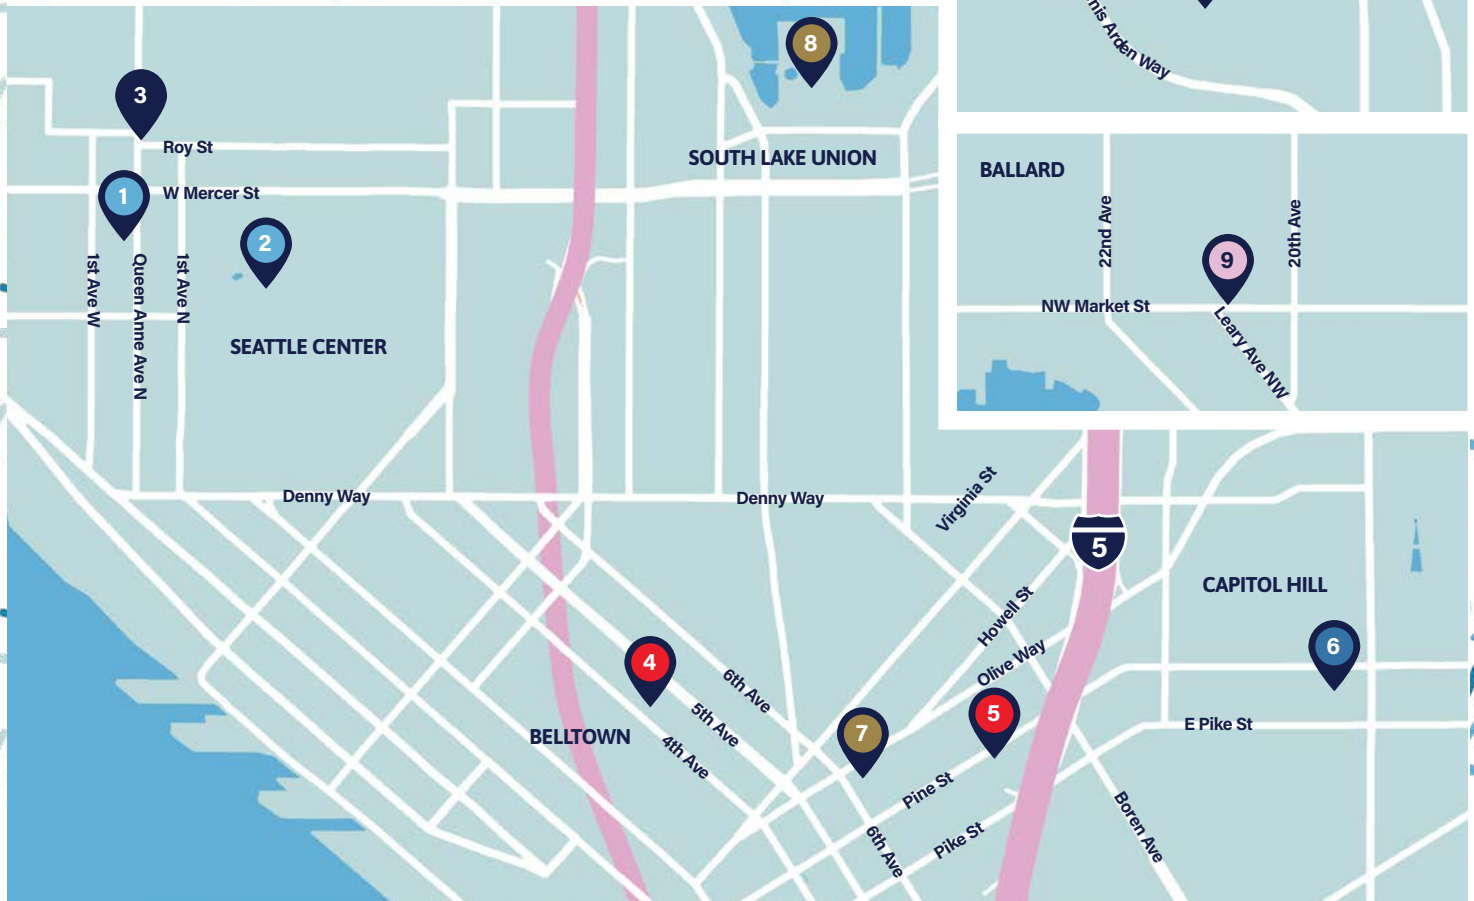 8
nis Arden Way
3
Roy St
SOUTH LAKE UNION
1
W Mercer St
2
1st Ave W
Queen Anne Ave N
1st Ave N
SEATTLE CENTER
BALLARD
22nd Ave
20th Ave
9
NW Market St
Leary Ave NW
Denny Way
Denny Way
Virginia St
5
CAPITOL HILL
Howell St
6
Olive Way
4
6th Ave
5
5th Ave
7
BELLTOWN
4th Ave
E Pike St
Pine St
Pike St
6th Ave
Boren Ave